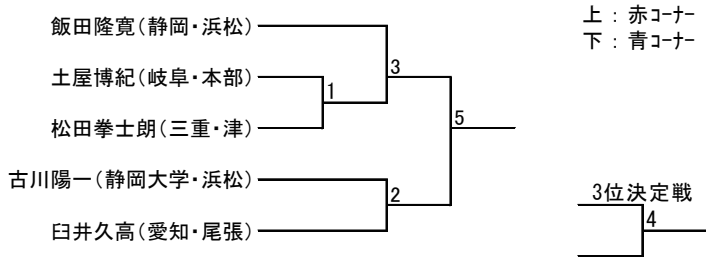 上 : 赤ｺｰﾅｰ
下 : 青ｺｰﾅｰ
飯田隆寛(静岡・浜松)
3
土屋博紀(岐阜・本部)
1
5
松田拳士朗(三重・津)
古川陽一(静岡大学・浜松)
2
3位決定戦
臼井久高(愛知・尾張)
4